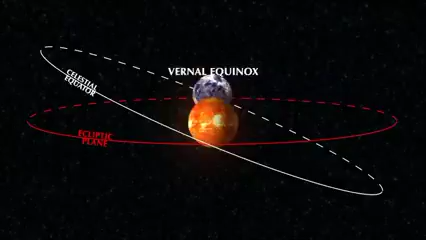 VERNAL EQUINOX
CELESTIAL
EQUATOR
ECLIPTIC
PLANE